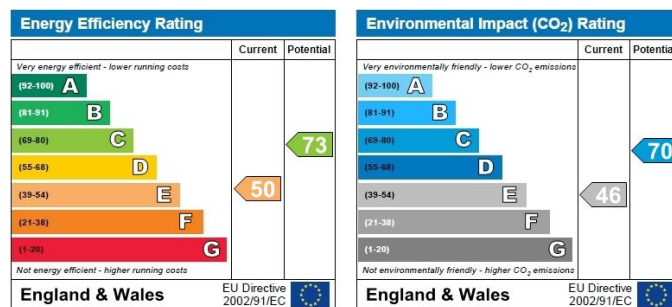 Energy Efficiency Rating
Current Potential
Very energy efficient - lower running costs
(92-100) A
(81-91) B
(69-80) C
73
(55-68) D
(39-54) E
50
(21-38) F
(1-20) G
Not energy efficient - higher running costs
England & Wales
EU Directive
2002/91/EC
Environmental Impact (CO₂) Rating
Current Potential
Very environmentally friendly - lower CO₂ emissions
(92-100) A
(81-91) B
(69-80) C
70
(55-68) D
(39-54) E
46
(21-38) F
(1-20) G
Not environmentally friendly - higher CO₂ emissions
England & Wales
EU Directive
2002/91/EC